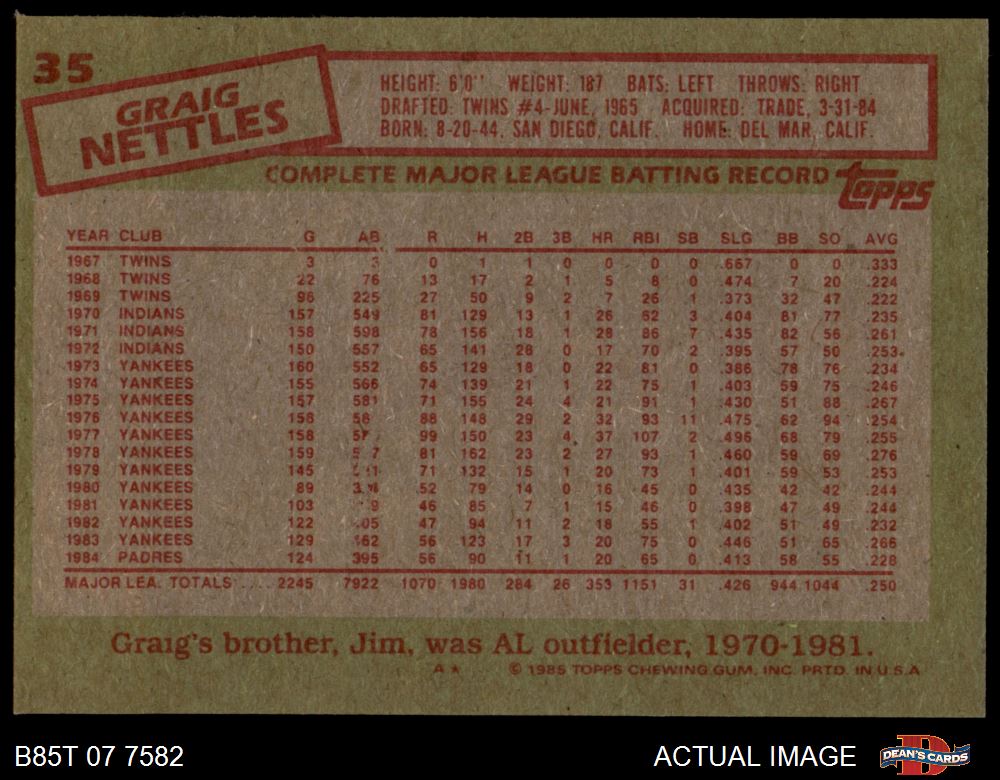 35
GRAIG
NETTLES
HEIGHT: 6'0" WEIGHT: 187 BATS: LEFT THROWS: RIGHT
DRAFTED: TWINS #4-JUNE, 1965 ACQUIRED: TRADE, 3-31-84
BORN: 8-20-44, SAN DIEGO, CALIF. HOME: DEL MAR, CALIF.
COMPLETE MAJOR LEAGUE BATTING RECORD topps
YEAR CLUB G AB R H 2B 3B HR RBI SB SLG BB SO AVG
1967 TWINS 3 3 0 1 1 0 0 0 0 .667 0 0 .333
1968 TWINS 22 76 13 17 2 1 5 8 0 .474 7 20 .224
1969 TWINS 96 225 27 50 9 2 7 26 1 .373 32 47 .222
1970 INDIANS 157 549 81 129 13 1 26 62 3 .404 81 77 .235
1971 INDIANS 158 598 78 156 18 1 28 86 7 .435 82 56 .261
1972 INDIANS 150 557 65 141 28 0 17 70 2 .395 57 50 .253
1973 YANKEES 160 552 65 129 18 0 22 81 0 .386 78 76 .234
1974 YANKEES 155 566 74 139 21 1 22 75 1 .403 59 75 .246
1975 YANKEES 157 581 71 155 24 4 21 91 1 .430 51 88 .267
1976 YANKEES 158 88 148 29 2 32 93 11 .475 62 94 .254
1977 YANKEES 158 99 150 23 4 37 107 2 .496 68 79 .255
1978 YANKEES 159 81 162 23 2 27 93 1 .460 59 69 .276
1979 YANKEES 145 71 132 15 1 20 73 1 .401 59 53 .253
1980 YANKEES 89 52 79 14 0 16 45 0 .435 42 42 .244
1981 YANKEES 103 46 85 7 1 15 46 0 .398 47 49 .244
1982 YANKEES 122 47 94 11 2 18 55 1 .402 51 49 .232
1983 YANKEES 129 56 123 17 3 20 75 0 .446 51 65 .266
1984 PADRES 124 395 56 90 11 1 20 65 0 .413 58 55 .228
MAJOR LEA. TOTALS .... 2245 7922 1070 1980 284 26 353 1151 31 .426 944 1044 .250
Graig's brother, Jim, was AL outfielder, 1970-1981.
A★ © 1985 TOPPS CHEWING GUM, INC. PRTD. IN U.S.A
B85T 07 7582 ACTUAL IMAGE DEAN'S CARDS